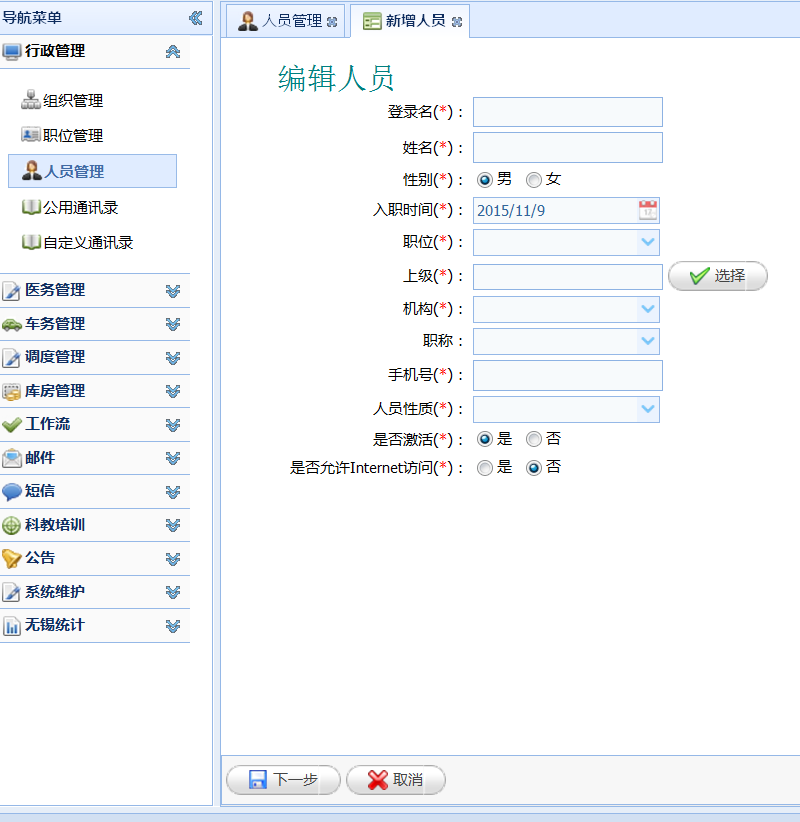 导航菜单
行政管理
组织管理
职位管理
人员管理
公用通讯录
自定义通讯录
医务管理
车务管理
调度管理
库房管理
工作流
邮件
短信
科教培训
公告
系统维护
无锡统计
人员管理 新增人员
编辑人员
登录名(*)：
姓名(*)：
性别(*)： 男 女
入职时间(*)： 2015/11/9
职位(*)：
上级(*)： 选择
机构(*)：
职称：
手机号(*)：
人员性质(*)：
是否激活(*)： 是 否
是否允许Internet访问(*)： 是 否
下一步 取消